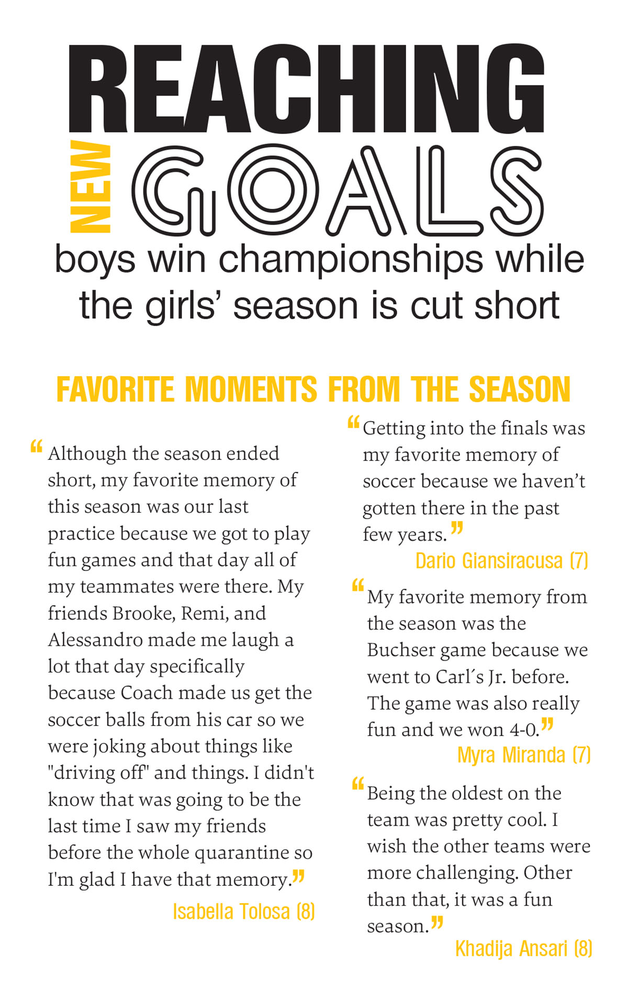 REACHING
NEW
GOALS
boys win championships while
the girls’ season is cut short
FAVORITE MOMENTS FROM THE SEASON
“Although the season ended
short, my favorite memory of
this season was our last
practice because we got to play
fun games and that day all of
my teammates were there. My
friends Brooke, Remi, and
Alessandro made me laugh a
lot that day specifically
because Coach made us get the
soccer balls from his car so we
were joking about things like
"driving off" and things. I didn't
know that was going to be the
last time I saw my friends
before the whole quarantine so
I'm glad I have that memory.”
Isabella Tolosa (8)
“Getting into the finals was
my favorite memory of
soccer because we haven’t
gotten there in the past
few years.”
Dario Giansiracusa (7)
“My favorite memory from
the season was the
Buchser game because we
went to Carl´s Jr. before.
The game was also really
fun and we won 4-0.”
Myra Miranda (7)
“Being the oldest on the
team was pretty cool. I
wish the other teams were
more challenging. Other
than that, it was a fun
season.”
Khadija Ansari (8)